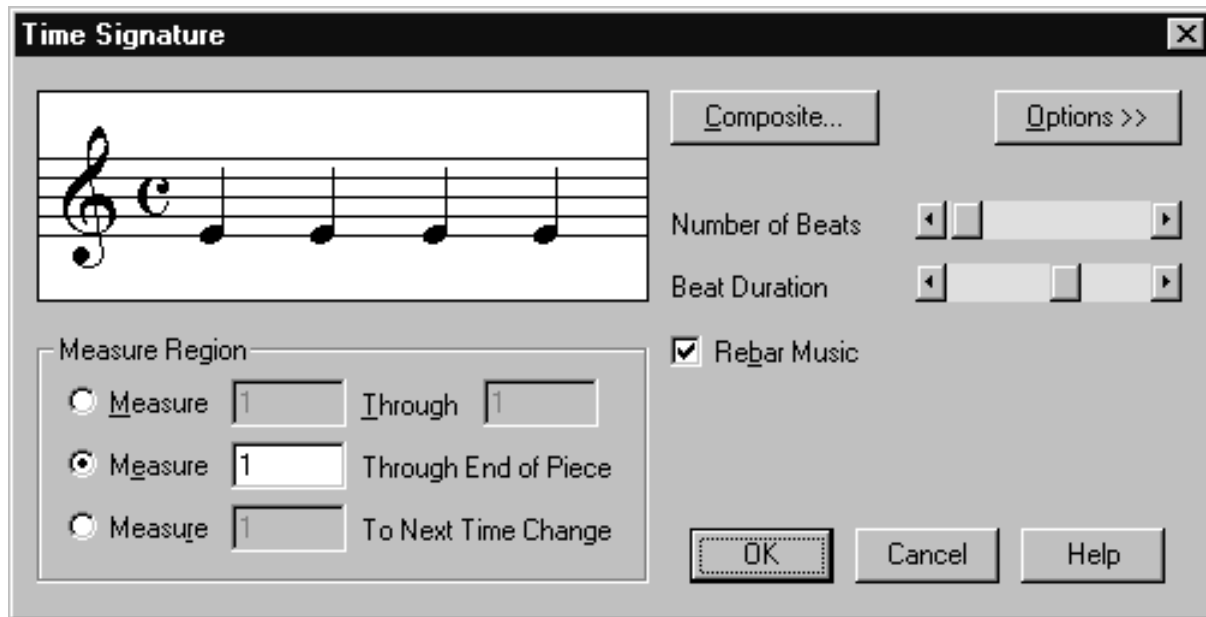 Time Signature
Composite...
Options >>
Number of Beats
Beat Duration
Measure Region
Rebar Music
Measure 1 Through 1
Measure 1 Through End of Piece
Measure 1 To Next Time Change
OK Cancel Help